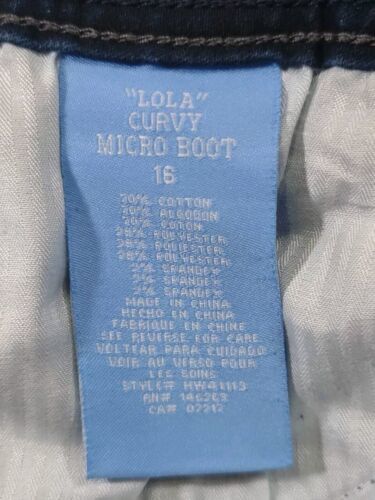 "LOLA"
CURVY
MICRO BOOT
16
70% COTTON
70% ALGODON
70% COTON
28% POLYESTER
28% POLIESTER
28% POLYESTER
2% SPANDEX
2% SPANDEX
2% SPANDEX
MADE IN CHINA
HECHO EN CHINA
FABRIQUE EN CHINE
SEE REVERSE FOR CARE
VOLTEAR PARA CUIDADO
VOIR AU VERSO POUR
LES SOINS
STYLE# HW41113
RN# 146263
CA# 02212